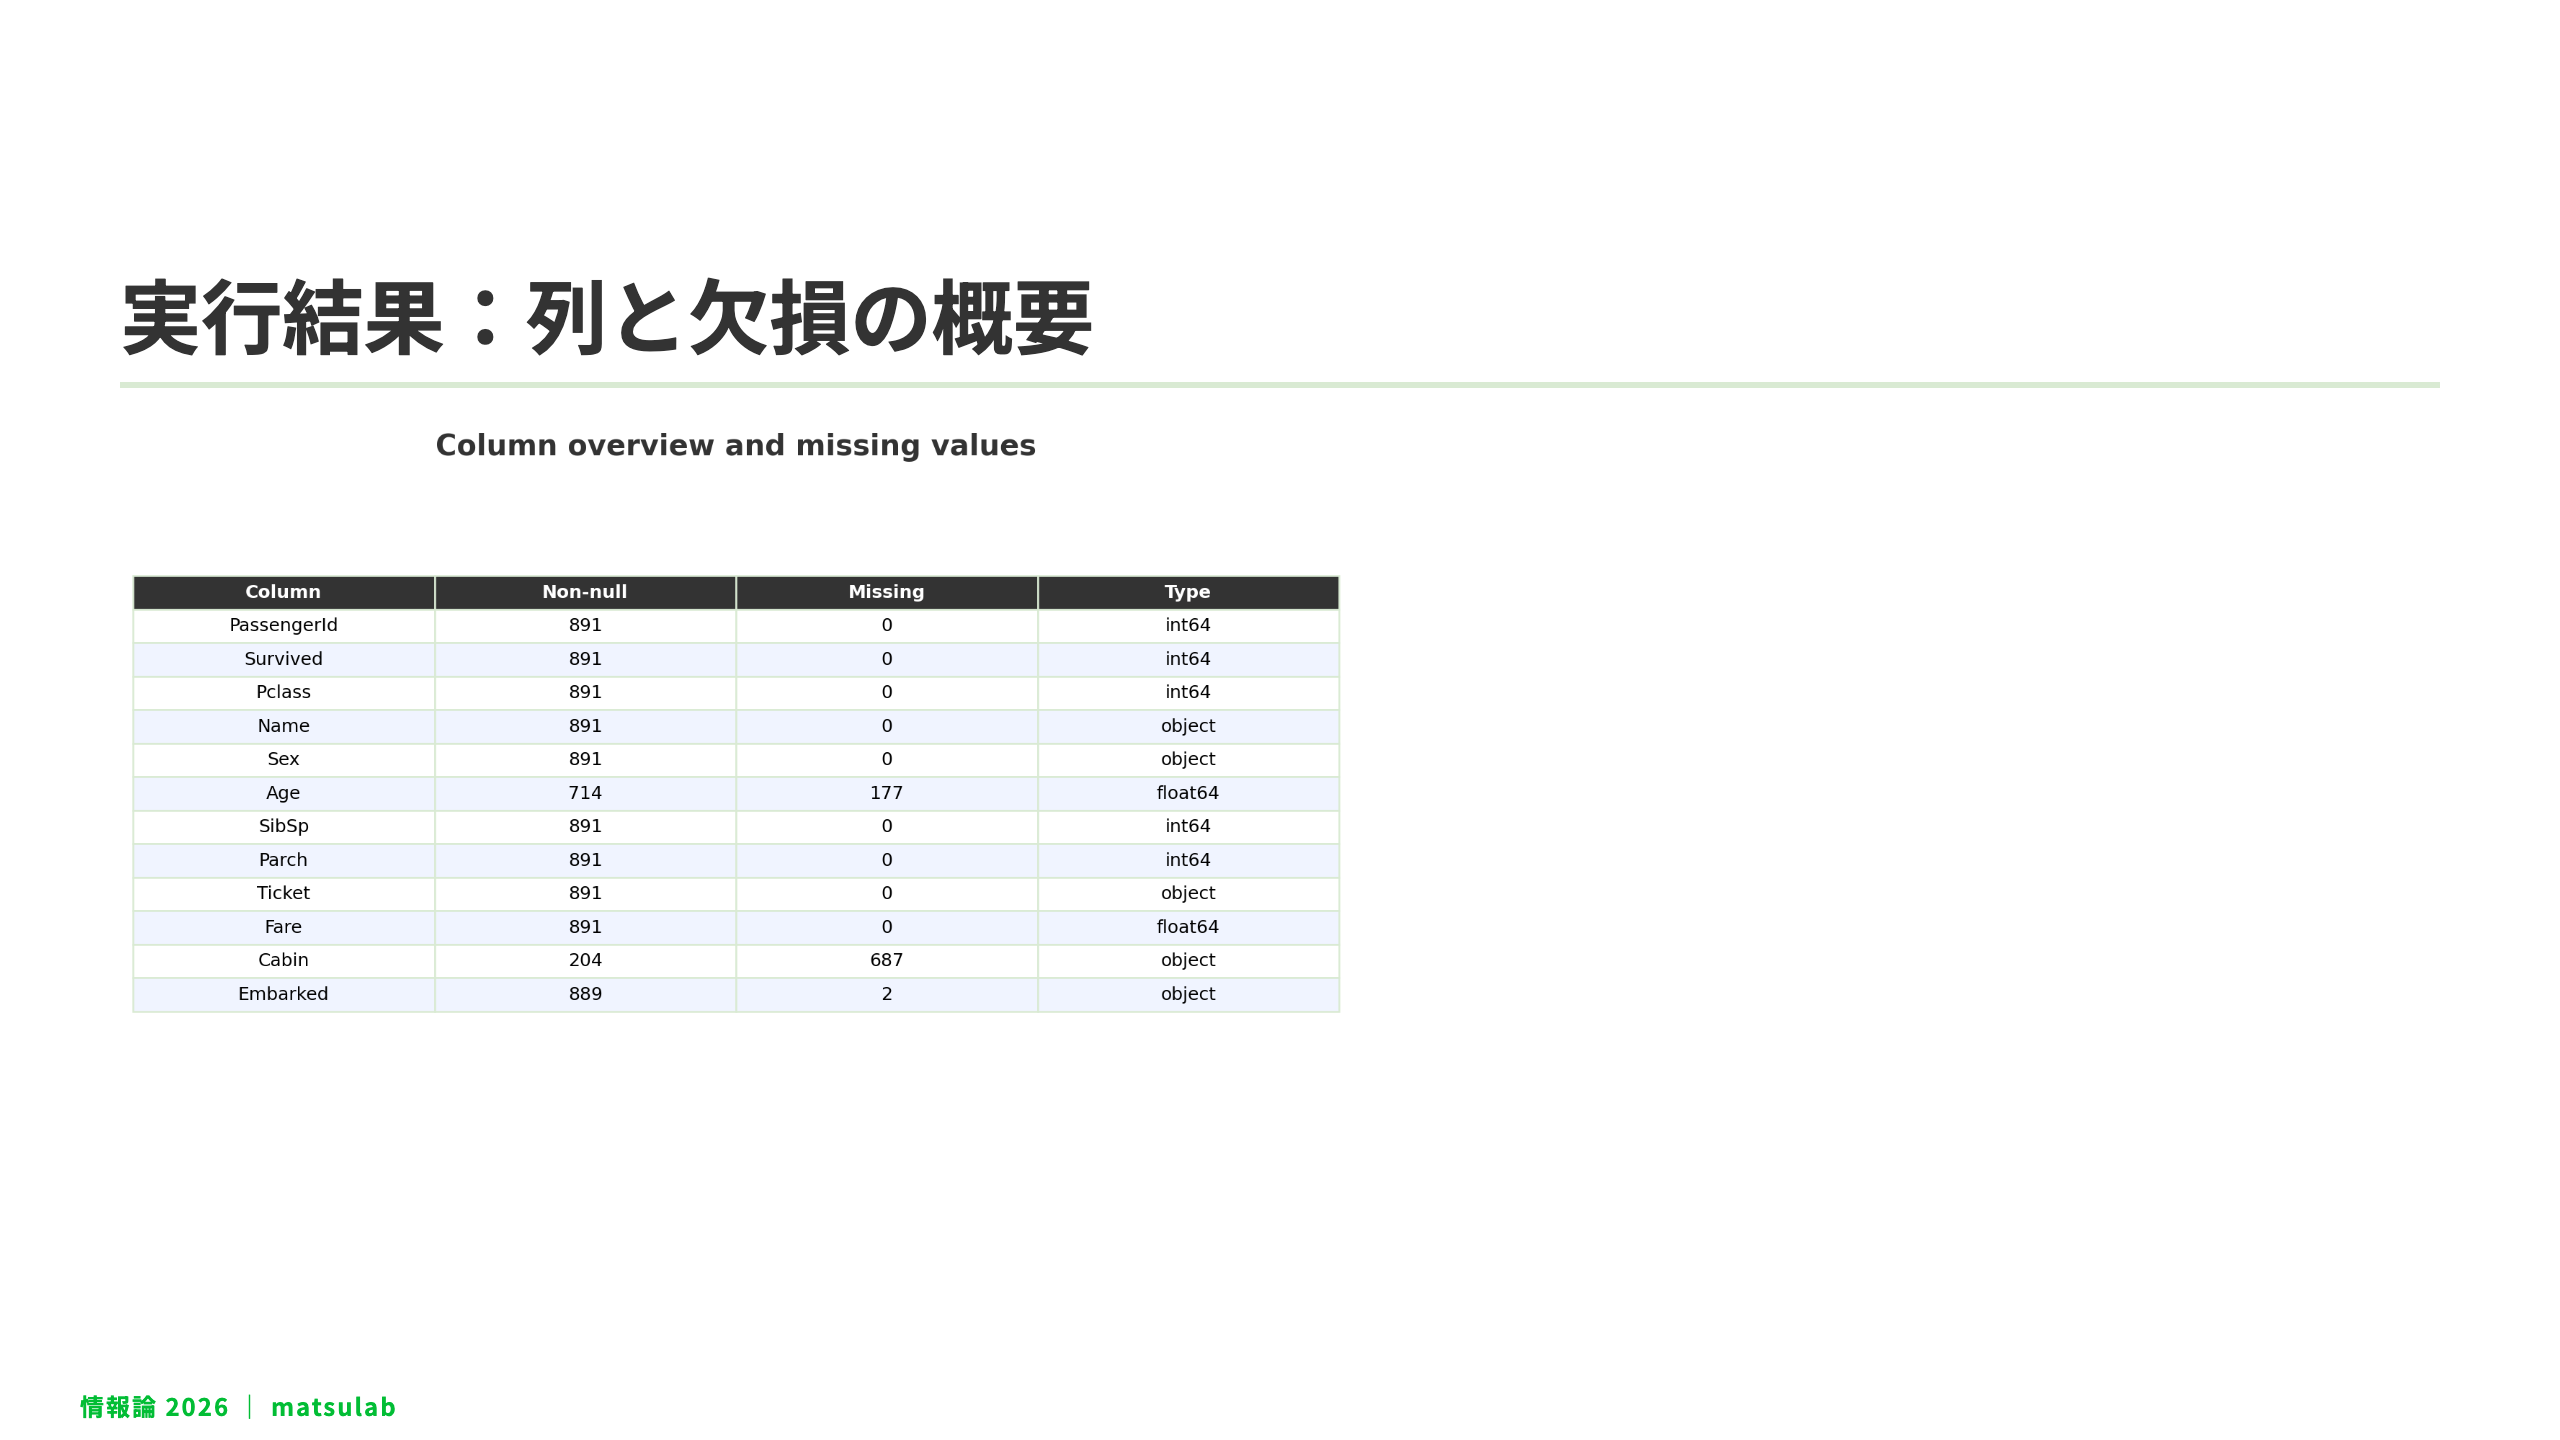 実行結果：列と欠損の概要
Column overview and missing values
Column Non-null Missing Type
PassengerId 891 0 int64
Survived 891 0 int64
Pclass 891 0 int64
Name 891 0 object
Sex 891 0 object
Age 714 177 float64
SibSp 891 0 int64
Parch 891 0 int64
Ticket 891 0 object
Fare 891 0 float64
Cabin 204 687 object
Embarked 889 2 object
情報論 2026 ｜ matsulab